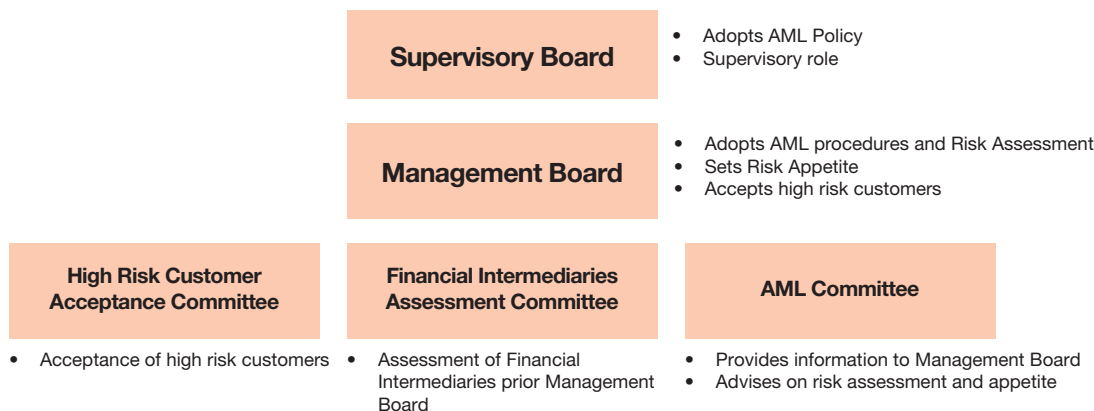 Supervisory Board
• Adopts AML Policy
• Supervisory role
Management Board
• Adopts AML procedures and Risk Assessment
• Sets Risk Appetite
• Accepts high risk customers
High Risk Customer
Acceptance Committee
• Acceptance of high risk customers
Financial Intermediaries
Assessment Committee
• Assessment of Financial
Intermediaries prior Management
Board
AML Committee
• Provides information to Management Board
• Advises on risk assessment and appetite